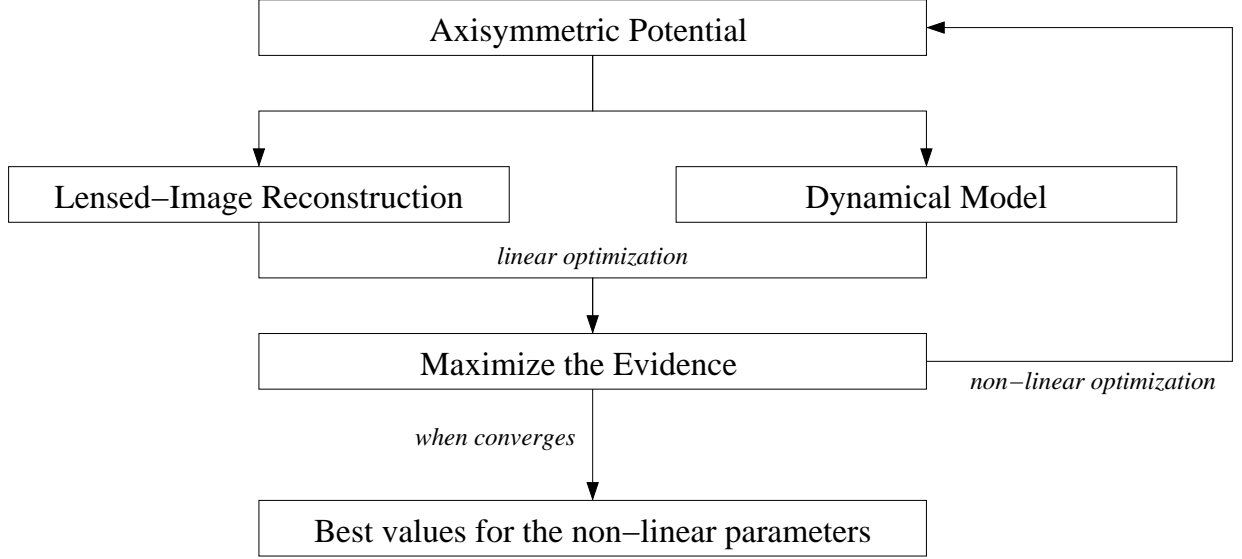 Axisymmetric Potential
Lensed−Image Reconstruction
Dynamical Model
linear optimization
Maximize the Evidence
non−linear optimization
when converges
Best values for the non−linear parameters